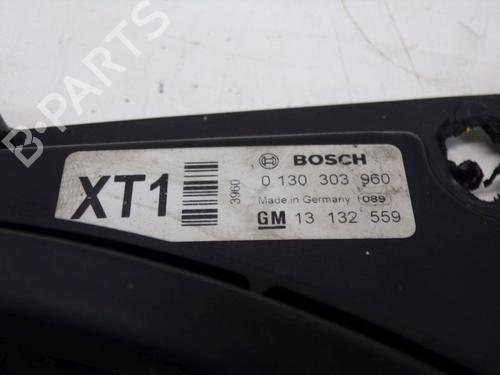 XT1
3960
BOSCH
0 130 303 960
Made in Germany 089
GM 13 132 559
B PARTS